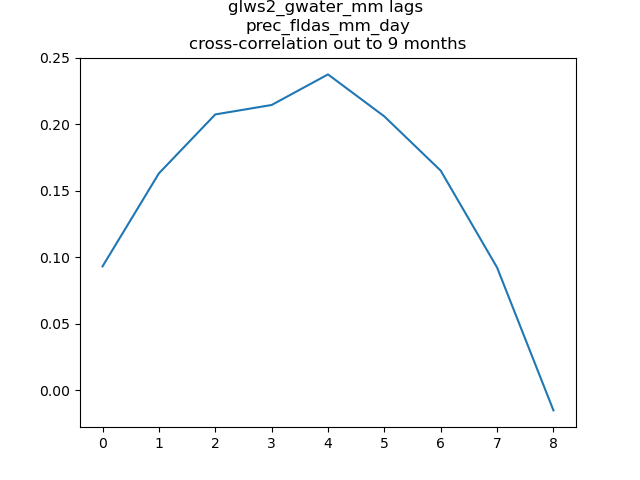 glws2_gwater_mm lags
prec_fldas_mm_day
cross-correlation out to 9 months
0.25
0.20
0.15
0.10
0.05
0.00
0 1 2 3 4 5 6 7 8